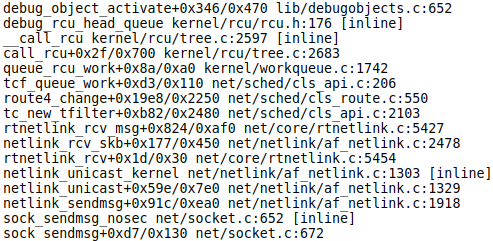 debug_object_activate+0x346/0x470 lib/debugobjects.c:652
debug_rcu_head_queue kernel/rcu/rcu.h:176 [inline]
__call_rcu kernel/rcu/tree.c:2597 [inline]
call_rcu+0x2f/0x700 kernel/rcu/tree.c:2683
queue_rcu_work+0x8a/0xa0 kernel/workqueue.c:1742
tcf_queue_work+0xd3/0x110 net/sched/cls_api.c:206
route4_change+0x19e8/0x2250 net/sched/cls_route.c:550
tc_new_tfilter+0xb82/0x2480 net/sched/cls_api.c:2103
rtnetlink_rcv_msg+0x824/0xaf0 net/core/rtnetlink.c:5427
netlink_rcv_skb+0x177/0x450 net/netlink/af_netlink.c:2478
rtnetlink_rcv+0x1d/0x30 net/core/rtnetlink.c:5454
netlink_unicast_kernel net/netlink/af_netlink.c:1303 [inline]
netlink_unicast+0x59e/0x7e0 net/netlink/af_netlink.c:1329
netlink_sendmsg+0x91c/0xea0 net/netlink/af_netlink.c:1918
sock_sendmsg_nosec net/socket.c:652 [inline]
sock_sendmsg+0xd7/0x130 net/socket.c:672